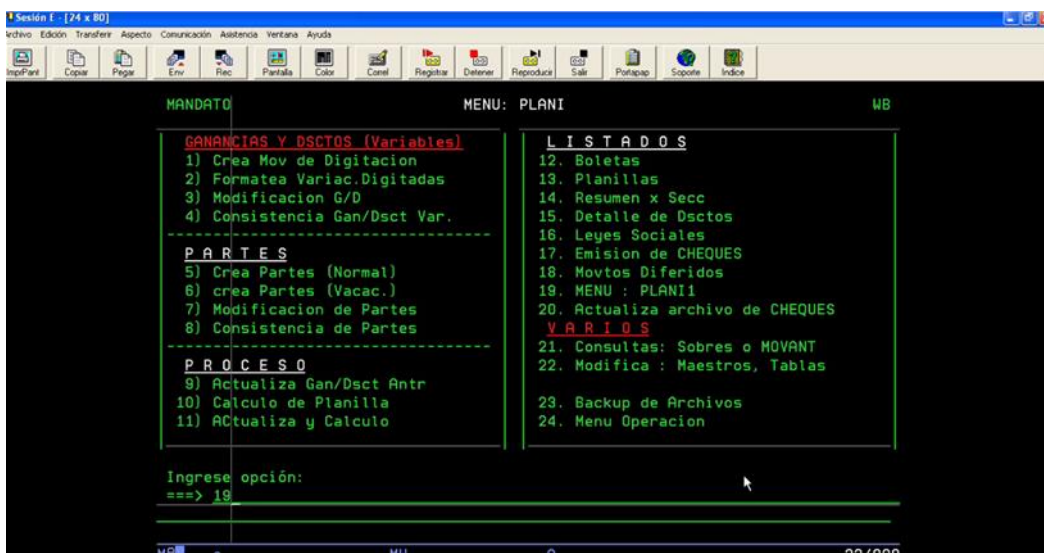 Sesión E - [24 x 80]
Archivo Edición Transferir Aspecto Comunicación Asistencia Ventana Ayuda
ImprPant Copiar Pegar Env Rec Pantalla Color Correl Registrar Detener Reproducir Salir Portapap Soporte Indice
MANDATO MENU: PLANI WB
GANANCIAS Y DSCTOS (Variables)
1) Crea Mov de Digitacion
2) Formatea Variac.Digitadas
3) Modificacion G/D
4) Consistencia Gan/Dsct Var.
P A R T E S
5) Crea Partes (Normal)
6) crea Partes (Vacac.)
7) Modificacion de Partes
8) Consistencia de Partes
P R O C E S O
9) Actualiza Gan/Dsct Antr
10) Calculo de Planilla
11) ACtualiza y Calculo
L I S T A D O S
12. Boletas
13. Planillas
14. Resumen x Secc
15. Detalle de Dsctos
16. Leyes Sociales
17. Emision de CHEQUES
18. Movtos Diferidos
19. MENU : PLANI1
20. Actualiza archivo de CHEQUES
V A R I O S
21. Consultas: Sobres o MOVANT
22. Modifica : Maestros, Tablas
23. Backup de Archivos
24. Menu Operacion
Ingrese opción:
===> 19